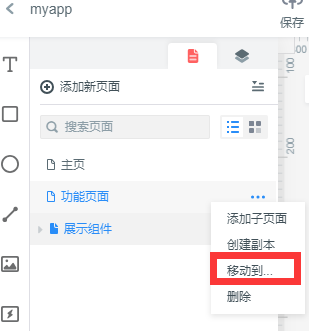 myapp
保存
00
添加新页面
100
搜索页面
主页
200
功能页面
展示组件
添加子页面
创建副本
移动到...
删除